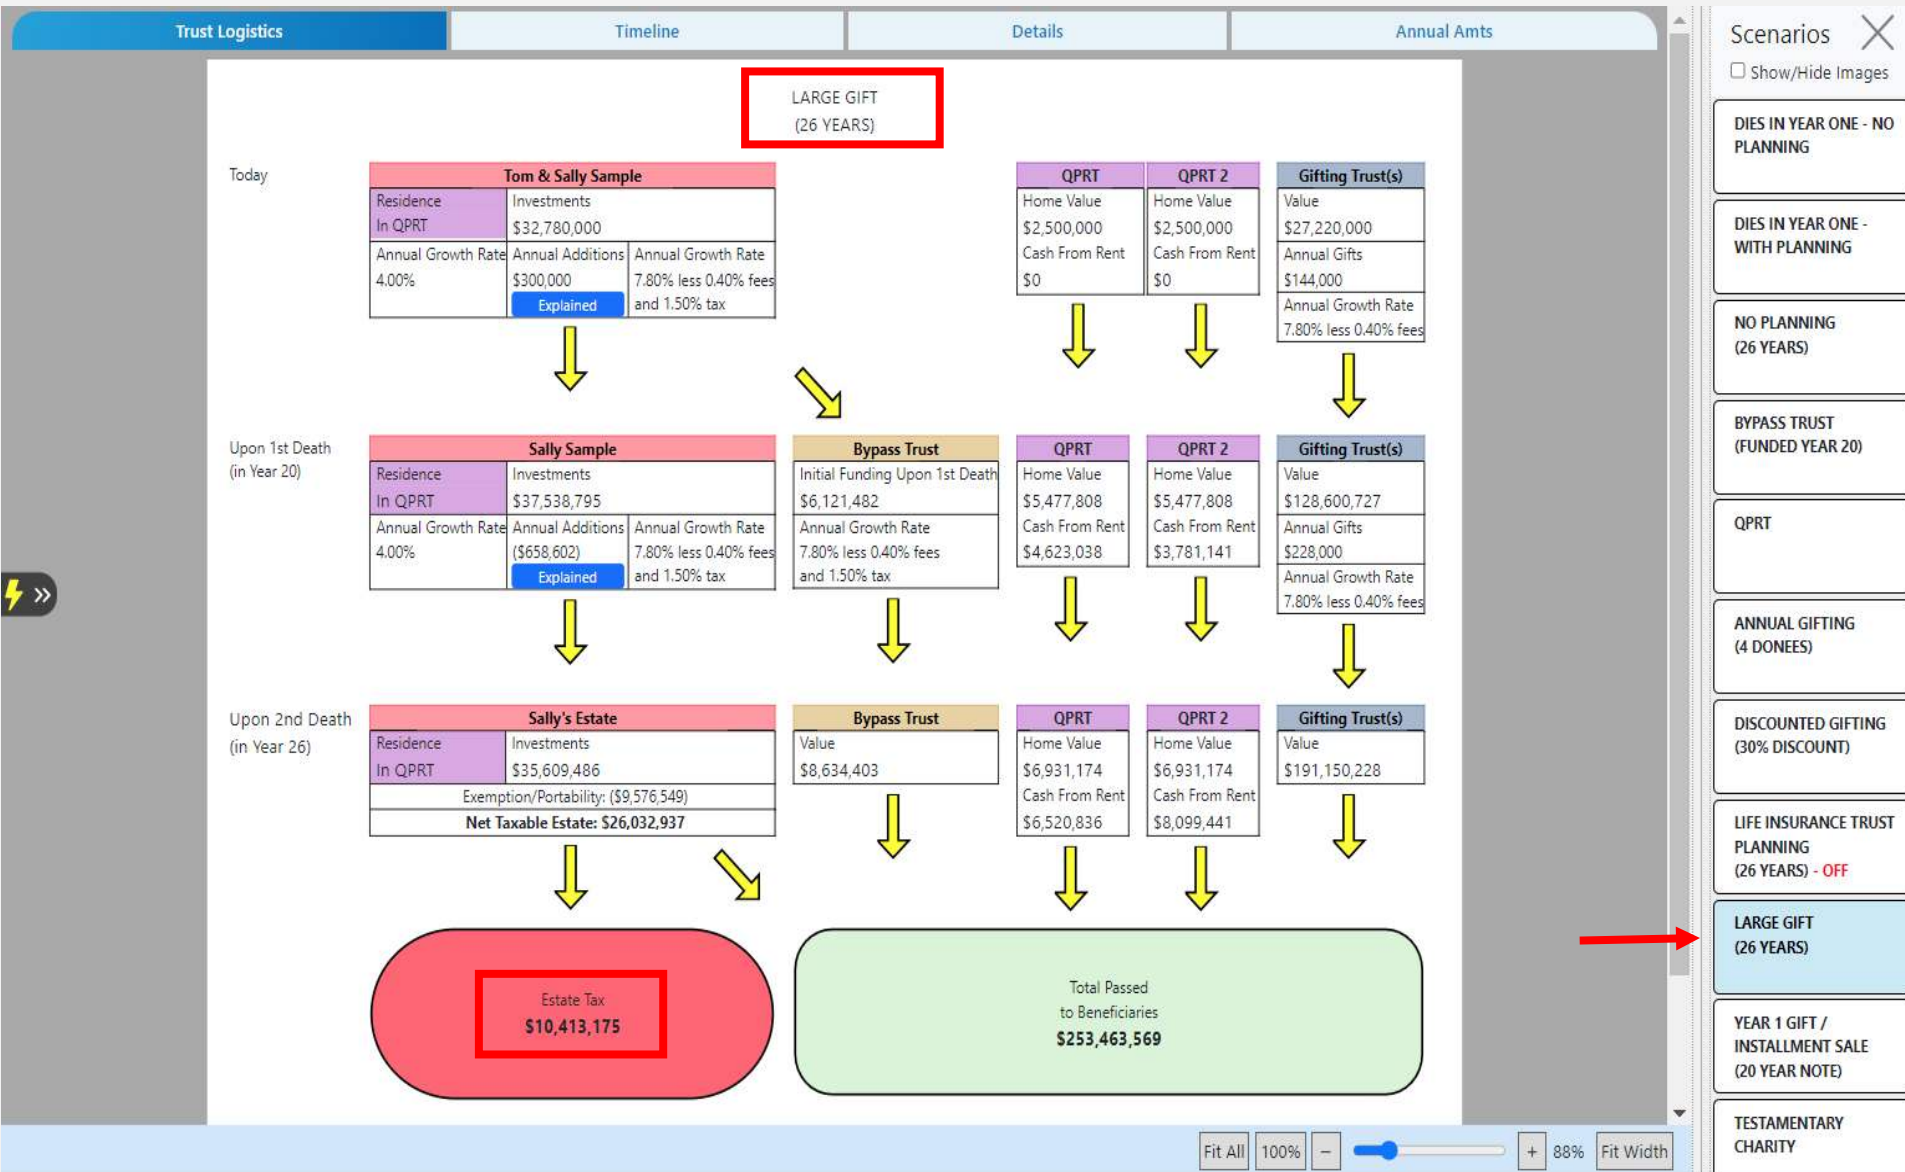 Trust Logistics
Timeline
Details
Annual Amts
LARGE GIFT
(26 YEARS)
Today
Tom & Sally Sample
Residence
In QPRT
Investments
$32,780,000
Annual Growth Rate
4.00%
Annual Additions
$300,000
Explained
Annual Growth Rate
7.80% less 0.40% fees
and 1.50% tax
QPRT
Home Value
$2,500,000
Cash From Rent
$0
QPRT 2
Home Value
$2,500,000
Cash From Rent
$0
Gifting Trust(s)
Value
$27,220,000
Annual Gifts
$144,000
Annual Growth Rate
7.80% less 0.40% fees
Upon 1st Death
(in Year 20)
Sally Sample
Residence
In QPRT
Investments
$37,538,795
Annual Growth Rate
4.00%
Annual Additions
($658,602)
Explained
Annual Growth Rate
7.80% less 0.40% fees
and 1.50% tax
Bypass Trust
Initial Funding Upon 1st Death
$6,121,482
Annual Growth Rate
7.80% less 0.40% fees
and 1.50% tax
QPRT
Home Value
$5,477,808
Cash From Rent
$4,623,038
QPRT 2
Home Value
$5,477,808
Cash From Rent
$3,781,141
Gifting Trust(s)
Value
$128,600,727
Annual Gifts
$228,000
Annual Growth Rate
7.80% less 0.40% fees
Upon 2nd Death
(in Year 26)
Sally's Estate
Residence
In QPRT
Investments
$35,609,486
Exemption/Portability: ($9,576,549)
Net Taxable Estate: $26,032,937
Bypass Trust
Value
$8,634,403
QPRT
Home Value
$6,931,174
Cash From Rent
$6,520,836
QPRT 2
Home Value
$6,931,174
Cash From Rent
$8,099,441
Gifting Trust(s)
Value
$191,150,228
Estate Tax
$10,413,175
Total Passed
to Beneficiaries
$253,463,569
Fit All
100%
−
+
88%
Fit Width
Scenarios
Show/Hide Images
DIES IN YEAR ONE - NO
PLANNING
DIES IN YEAR ONE -
WITH PLANNING
NO PLANNING
(26 YEARS)
BYPASS TRUST
(FUNDED YEAR 20)
QPRT
ANNUAL GIFTING
(4 DONEES)
DISCOUNTED GIFTING
(30% DISCOUNT)
LIFE INSURANCE TRUST
PLANNING
(26 YEARS) - OFF
LARGE GIFT
(26 YEARS)
YEAR 1 GIFT /
INSTALLMENT SALE
(20 YEAR NOTE)
TESTAMENTARY
CHARITY